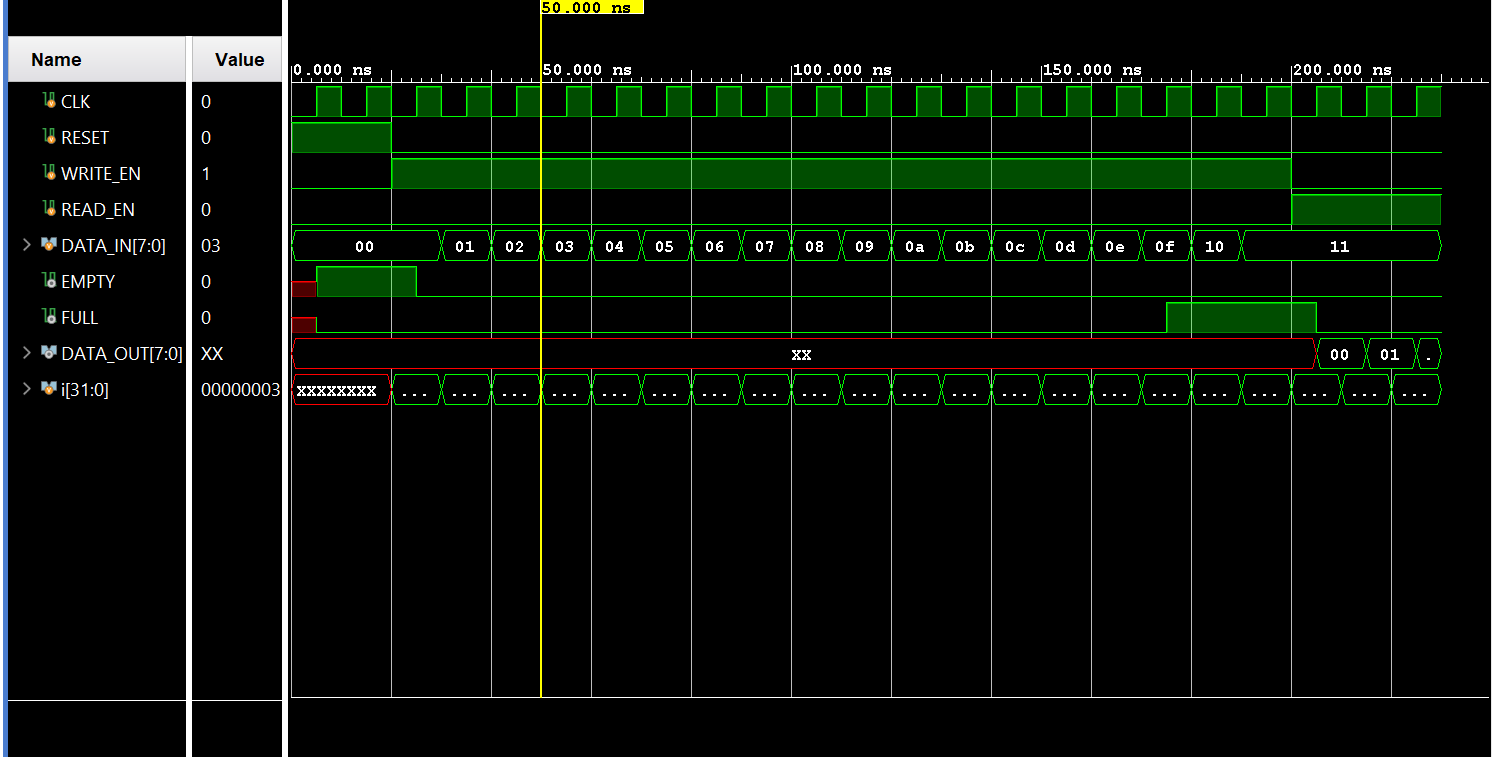 50.000 ns
Name Value
0.000 ns 50.000 ns 100.000 ns 150.000 ns 200.000 ns
CLK 0
RESET 0
WRITE_EN 1
READ_EN 0
DATA_IN[7:0] 03 00 01 02 03 04 05 06 07 08 09 0a 0b 0c 0d 0e 0f 10 11
EMPTY 0
FULL 0
DATA_OUT[7:0] XX XX 00 01 .
i[31:0] 00000003 XXXXXXXX ... ... ... ... ... ... ... ... ... ... ... ... ... ... ... ... ... ... ... ... ...